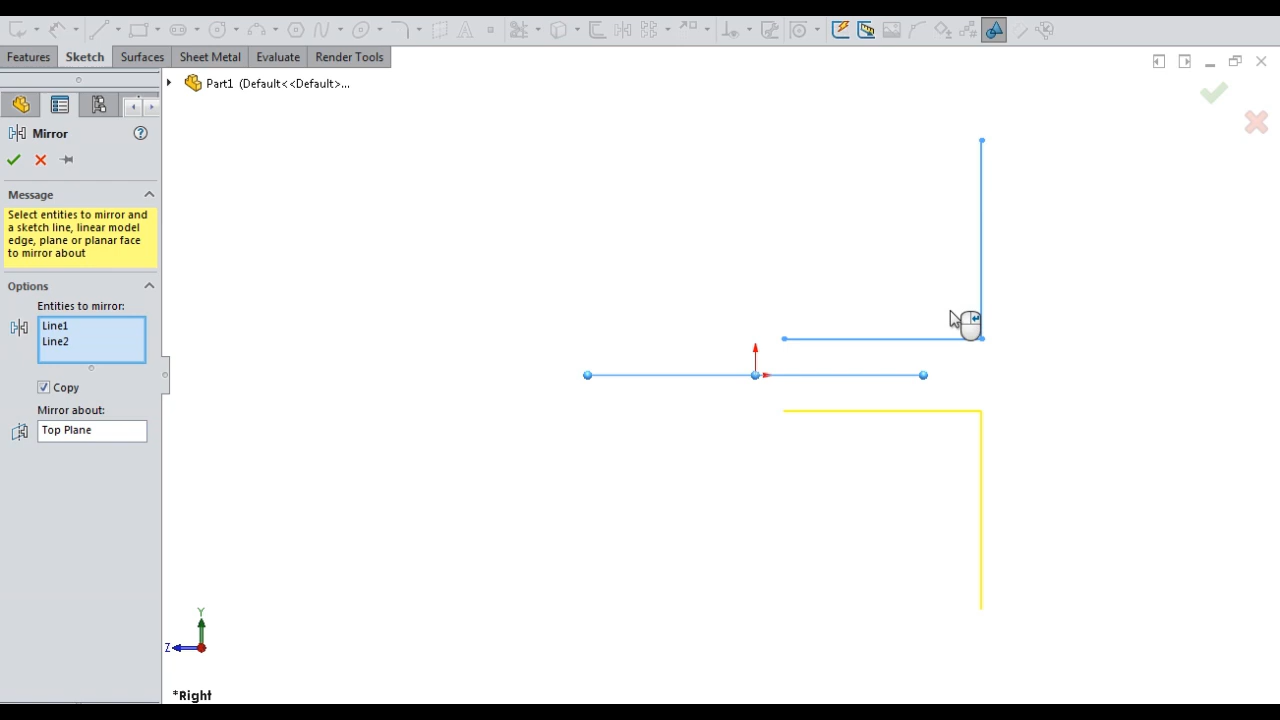 Features Sketch Surfaces Sheet Metal Evaluate Render Tools
Part1 (Default<<Default>...
Mirror
Message
Select entities to mirror and
a sketch line, linear model
edge, plane or planar face
to mirror about
Options
Entities to mirror:
Line1
Line2
Copy
Mirror about:
Top Plane
Y
Z
*Right